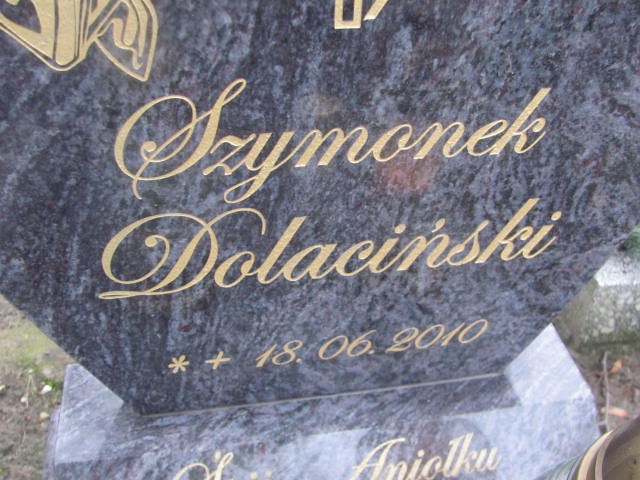 Szymonek
Dolaciński
* + 18.06.2010
Aniołku